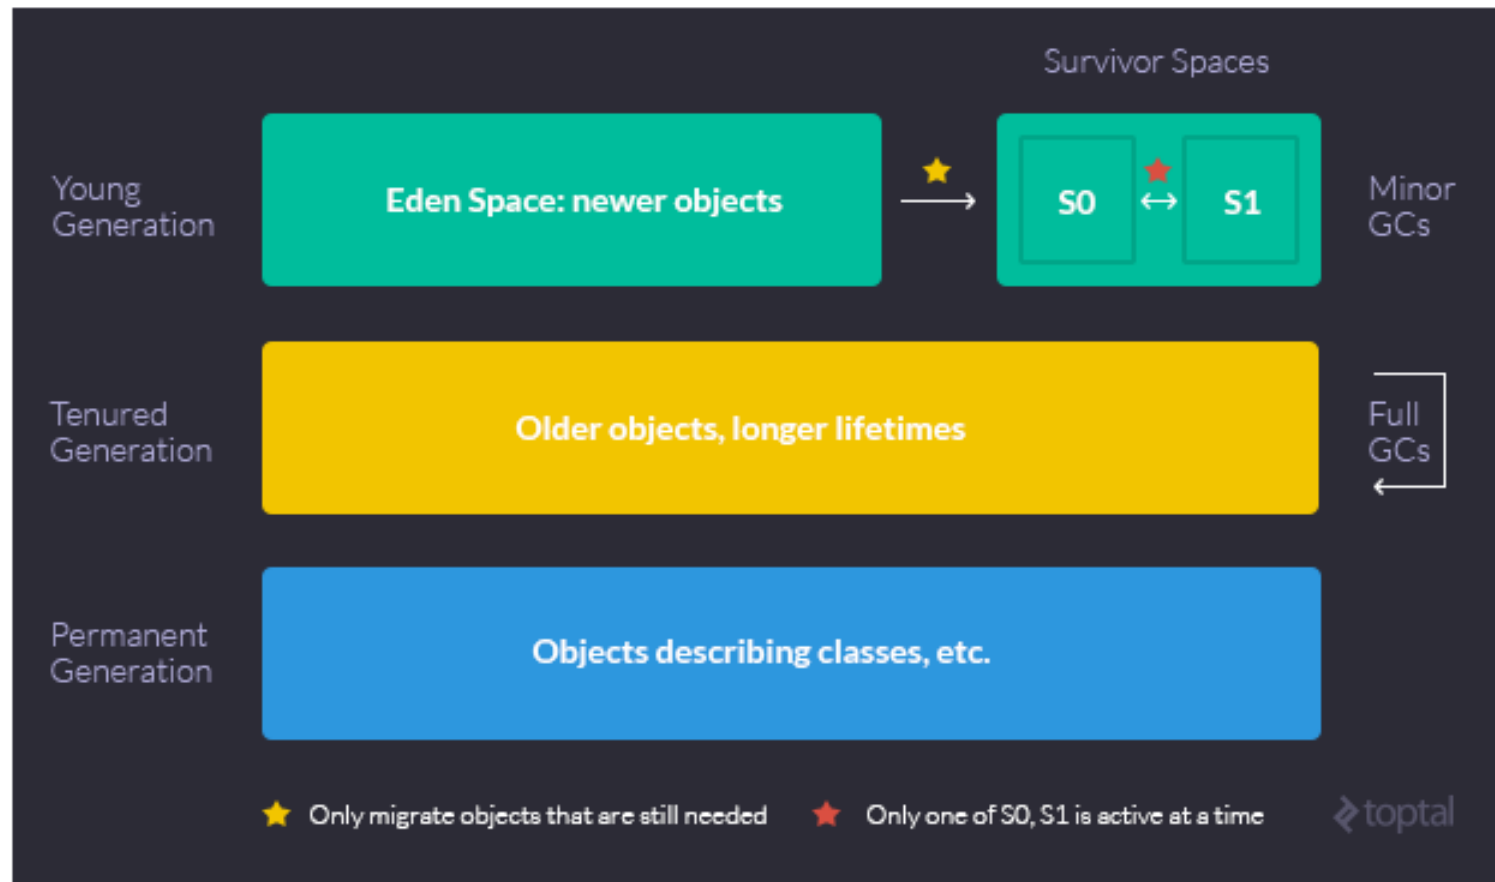 Survivor Spaces
Young
Generation
Eden Space: newer objects
S0
S1
Minor
GCs
Tenured
Generation
Older objects, longer lifetimes
Full
GCs
Permanent
Generation
Objects describing classes, etc.
Only migrate objects that are still needed
Only one of S0, S1 is active at a time
toptal